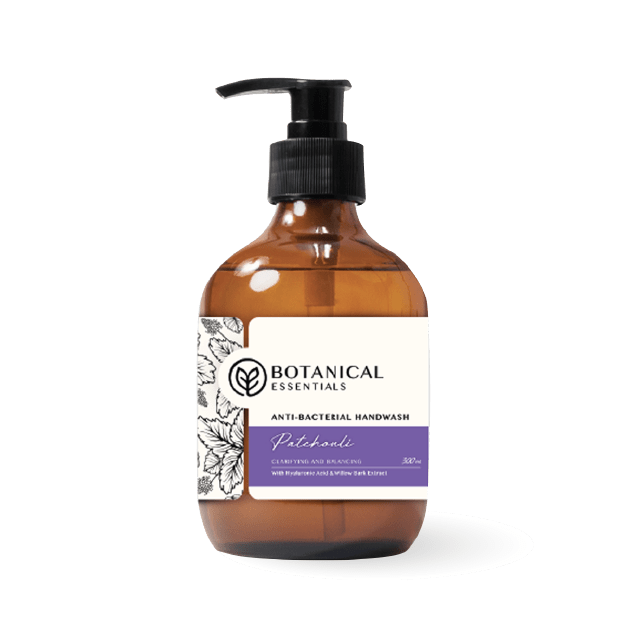 BOTANICAL
ESSENTIALS
ANTI-BACTERIAL HANDWASH
Patchouli
CLARIFYING AND BALANCING
300 ml
With Hyaluronic Acid & Willow Bark Extract